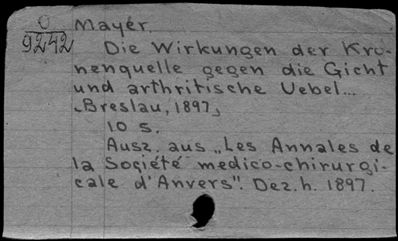 O
9242
Mayer.
Die Wirkungen der Kro-
nenquelle gegen die Gicht
und arthritische Uebel...
„Breslau, 1897„
10 S.
Ausz. aus „Les Annales de
la Société medico-chirurgi-
cale d'Anvers". Dez. h. 1897.